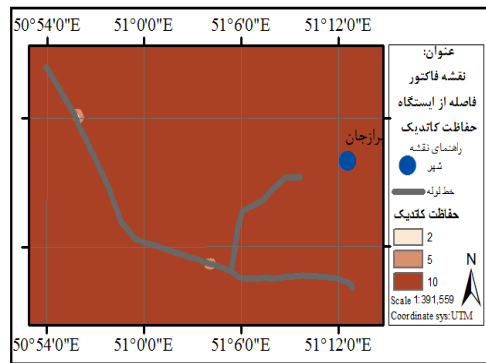 50°54'0"E 51°0'0"E 51°6'0"E 51°12'0"E
برازجان
عنوان:
نقشه فاکتور
فاصله از ایستگاه
حفاظت کاتدیک
راهنمای نقشه
شهر
خط لوله
حفاظت کتدیک
2
5
10
N
Scale 1:391,559
Coordinate sys:UTM
50°54'0"E 51°0'0"E 51°6'0"E 51°12'0"E